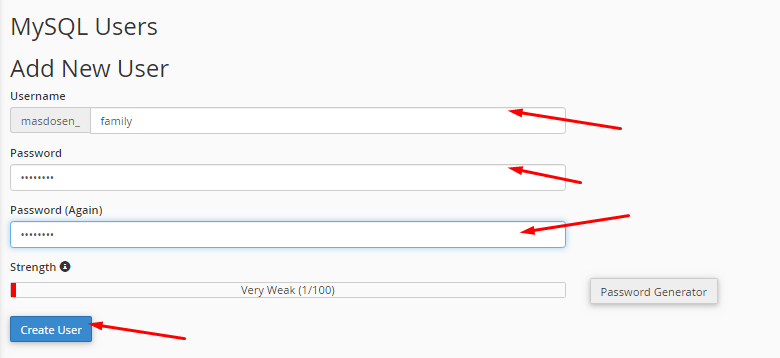 MySQL Users
Add New User
Username
masdosen_ family
Password
••••••••
Password (Again)
••••••••
Strength
Very Weak (1/100)
Password Generator
Create User